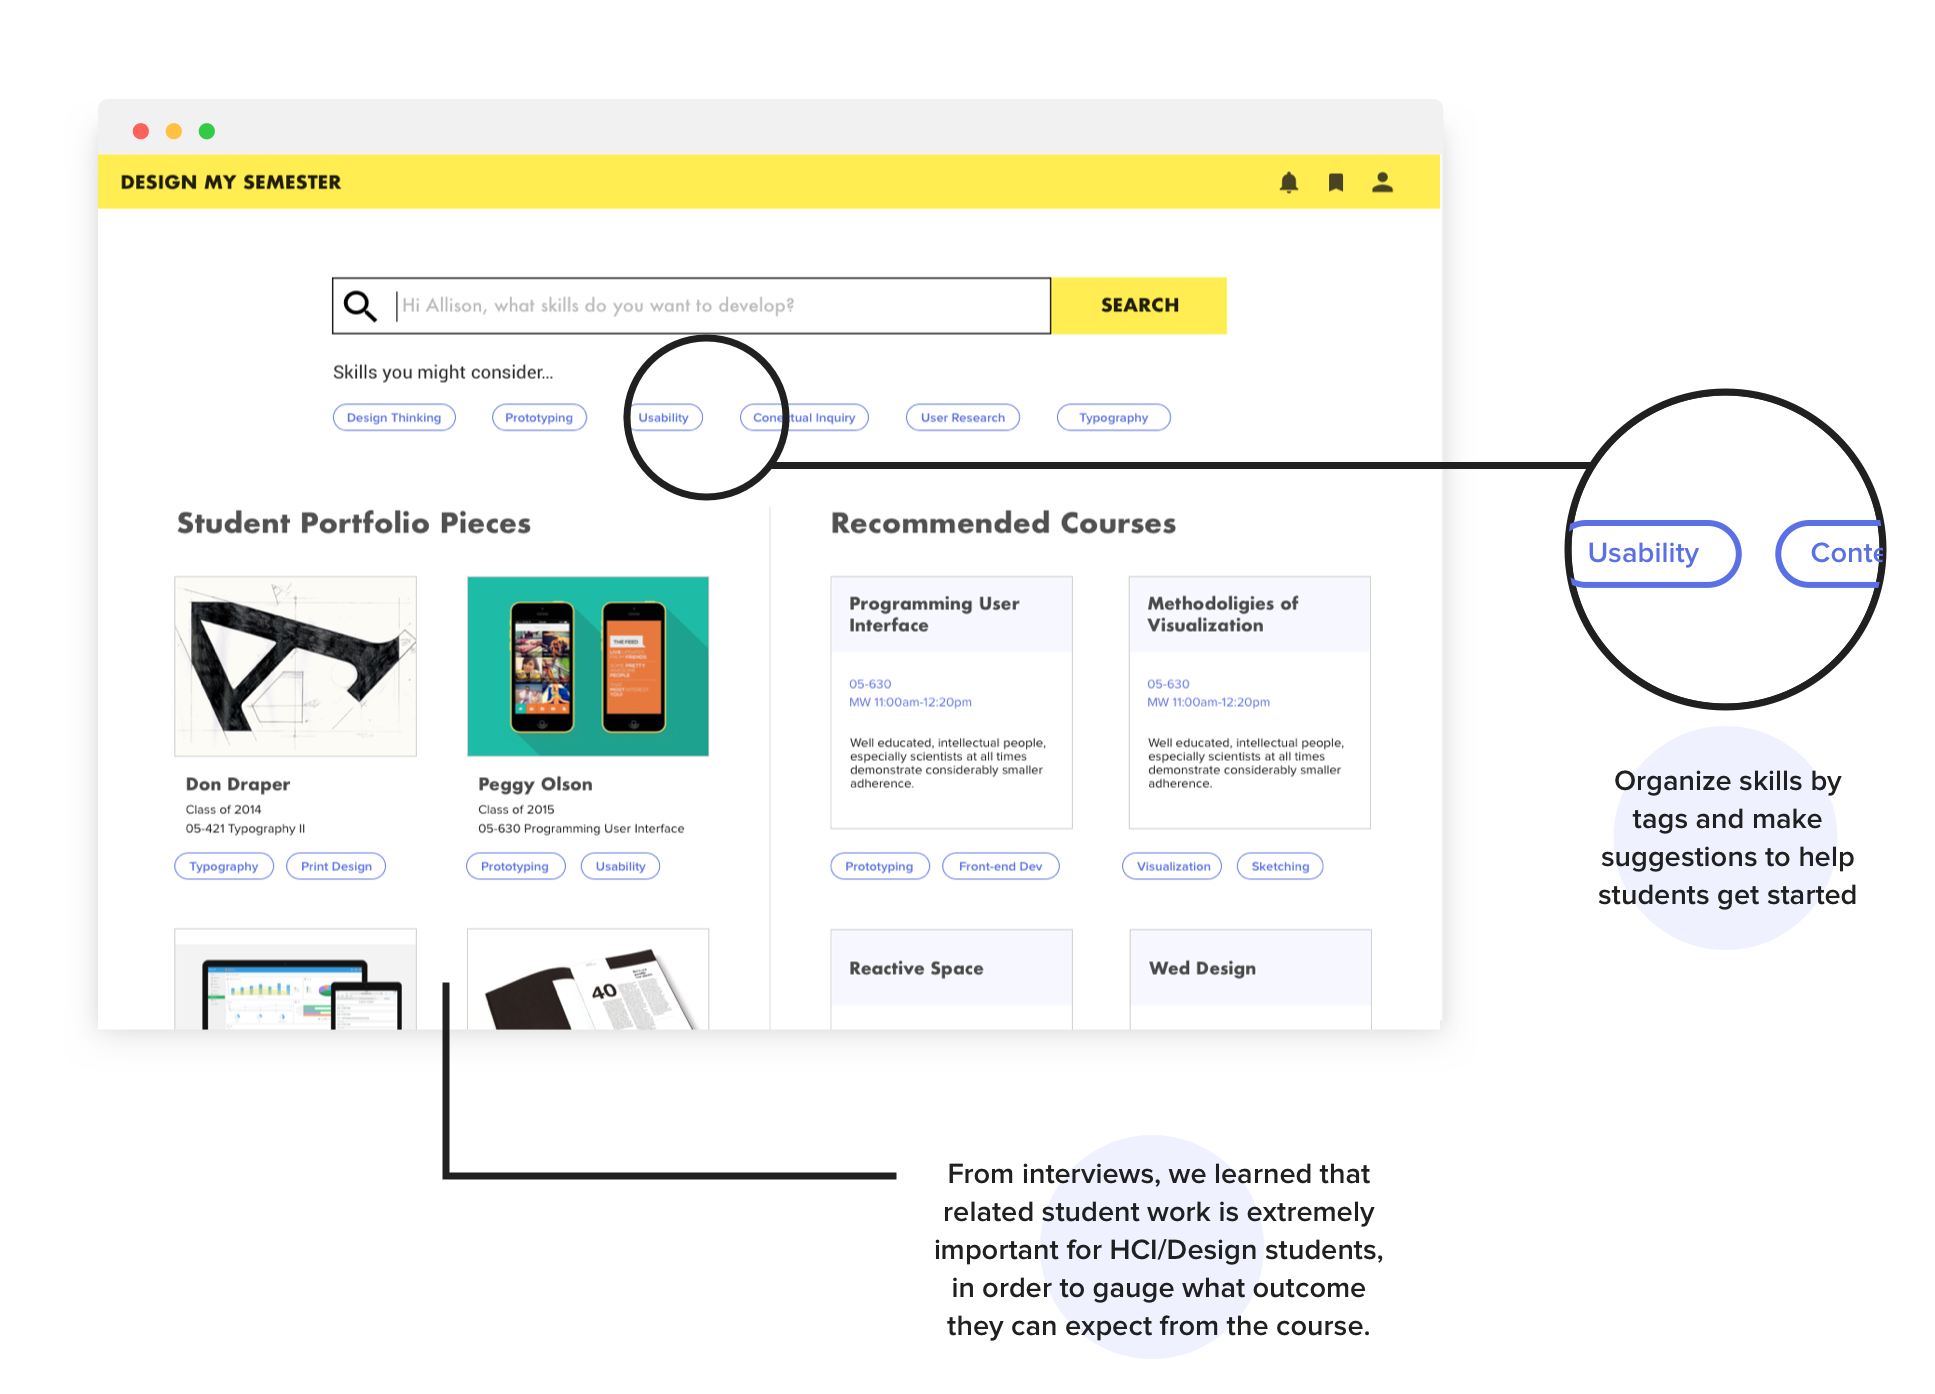 DESIGN MY SEMESTER
Hi Allison, what skills do you want to develop?
SEARCH
Skills you might consider...
Design Thinking
Prototyping
Usability
User Research
Typography
Usability
Conte
Organize skills by
tags and make
suggestions to help
students get started
Student Portfolio Pieces
Don Draper
Class of 2014
05-421 Typography II
Typography
Print Design
THE FEED
Peggy Olson
Class of 2015
05-630 Programming User Interface
Prototyping
Usability
40
Recommended Courses
Programming User
Interface
05-630
MW 11:00am-12:20pm
Well educated, intellectual people,
especially scientists at all times
demonstrate considerably smaller
adherence.
Prototyping
Front-end Dev
Methodoligies of
Visualization
05-630
MW 11:00am-12:20pm
Well educated, intellectual people,
especially scientists at all times
demonstrate considerably smaller
adherence.
Visualization
Sketching
Reactive Space
Wed Design
From interviews, we learned that
related student work is extremely
important for HCI/Design students,
in order to gauge what outcome
they can expect from the course.